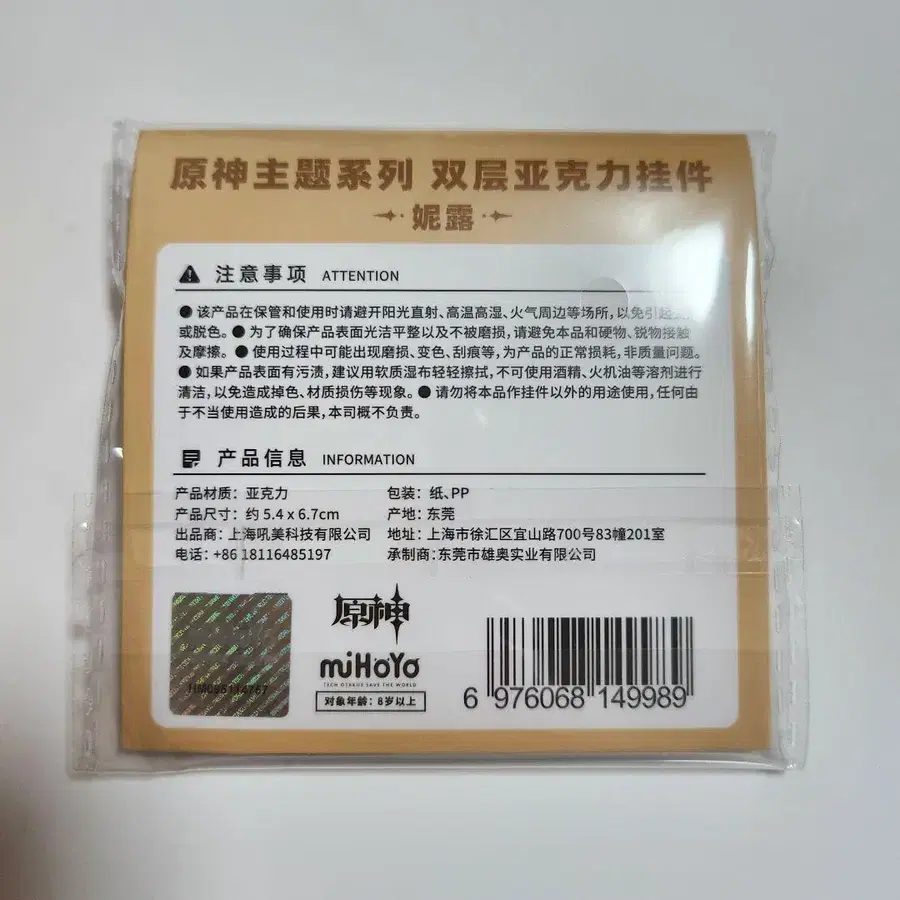 原神主题系列 双层亚克力挂件
妮露
注意事项 ATTENTION
● 该产品在保管和使用时请避开阳光直射、高温高湿、火气周边等场所，以免引起
或脱色。● 为了确保产品表面光洁平整以及不被磨损，请避免本品和硬物、锐物接触
及摩擦。● 使用过程中可能出现磨损、变色、刮痕等，为产品的正常损耗，非质量问题。
● 如果产品表面有污渍，建议用软质湿布轻轻擦拭，不可使用酒精、火机油等溶剂进行
清洁，以免造成掉色、材质损伤等现象。● 请勿将本品作挂件以外的用途使用，任何由
于不当使用造成的后果，本司概不负责。
产品信息 INFORMATION
产品材质：亚克力 包装：纸、PP
产品尺寸：约 5.4 x 6.7cm 产地：东莞
出品商：上海吼美科技有限公司 地址：上海市徐汇区宜山路700号83幢201室
电话：+86 18116485197 承制商：东莞市雄奥实业有限公司
原神
miHoYo
TECH OTAKUS SAVE THE WORLD
对象年龄：8岁以上
6 976068 149989